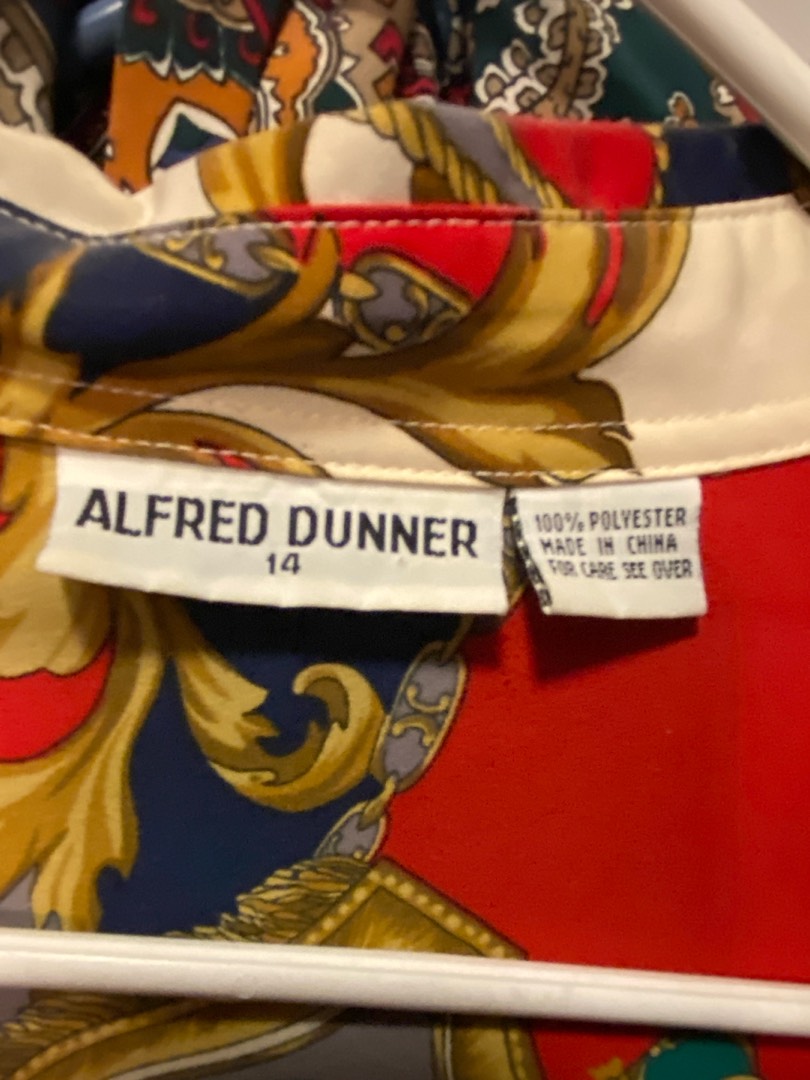 ALFRED DUNNER
14
100% POLYESTER
MADE IN CHINA
FOR CARE SEE OVER